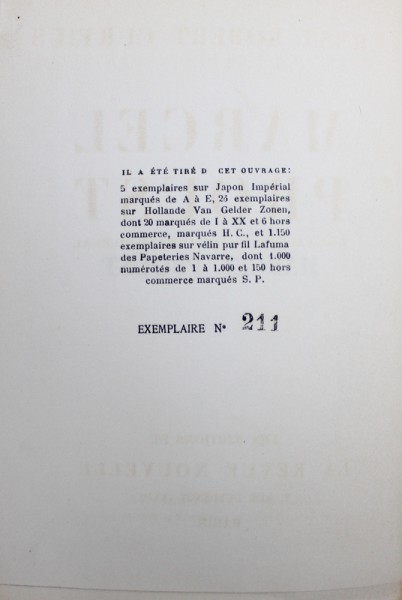 IL A ÉTÉ TIRÉ D CET OUVRAGE:
5 exemplaires sur Japon Impérial
marqués de A à E, 26 exemplaires
sur Hollande Van Gelder Zonen,
dont 20 marqués de I à XX et 6 hors
commerce, marqués H. C., et 1.150
exemplaires sur vélin pur fil Lafuma
des Papeteries Navarre, dont 1.000
numérotés de 1 à 1.000 et 150 hors
commerce marqués S. P.
EXEMPLAIRE N° 211